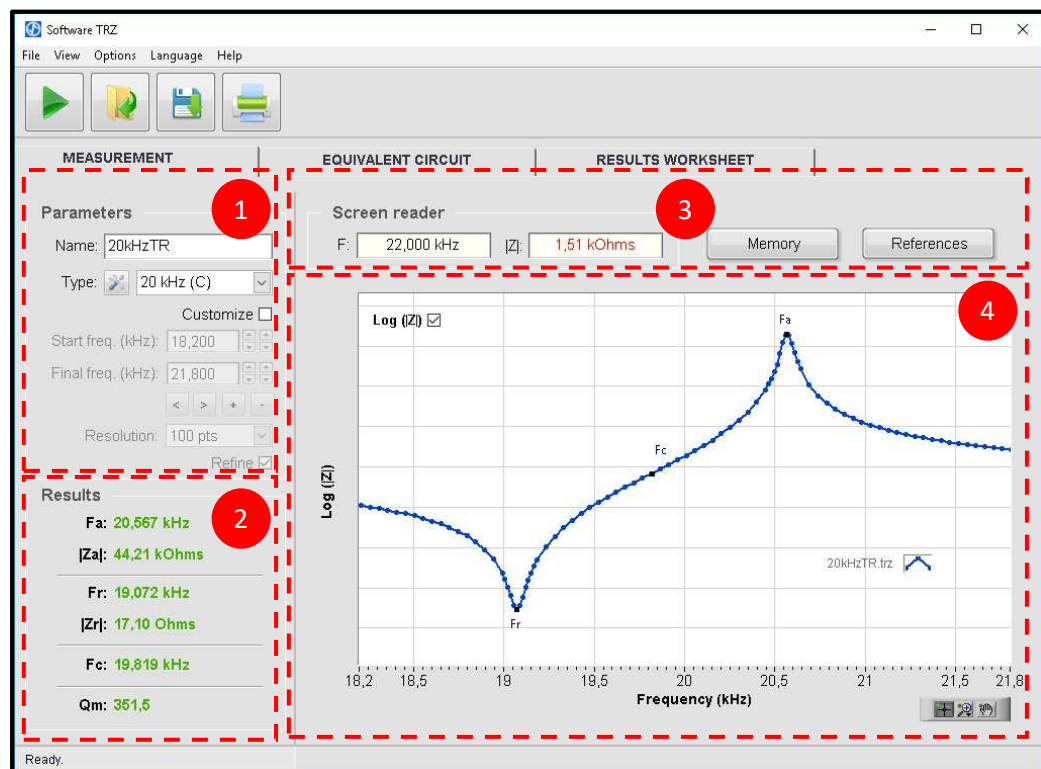 Software TRZ
File View Options Language Help
MEASUREMENT
EQUIVALENT CIRCUIT
RESULTS WORKSHEET
1
Parameters
Name: 20kHzTR
Type: 20 kHz (C)
Customize
Start freq. (kHz): 18,200
Final freq. (kHz): 21,800
< > + -
Resolution: 100 pts
Refine
2
Results
Fa: 20,567 kHz
|Za|: 44,21 kOhms
Fr: 19,072 kHz
|Zr|: 17,10 Ohms
Fc: 19,819 kHz
Qm: 351,5
3
Screen reader
F: 22,000 kHz |Z|: 1,51 kOhms Memory References
4
Log (|Z|)
Fa
Fc
Log (|Z|)
20kHzTR.trz
Fr
18,2 18,5 19 19,5 20 20,5 21 21,5 21,8
Frequency (kHz)
Ready.